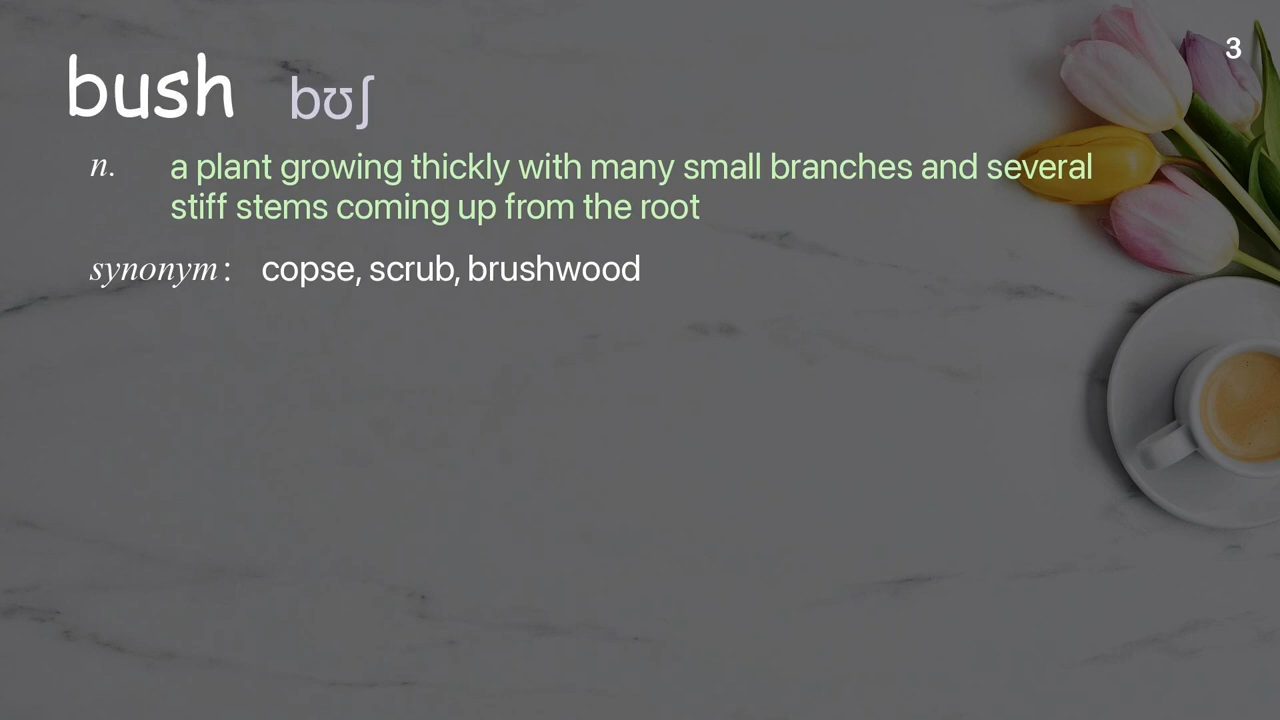 3
bush bʊʃ
n. a plant growing thickly with many small branches and several
stiff stems coming up from the root
synonym : copse, scrub, brushwood